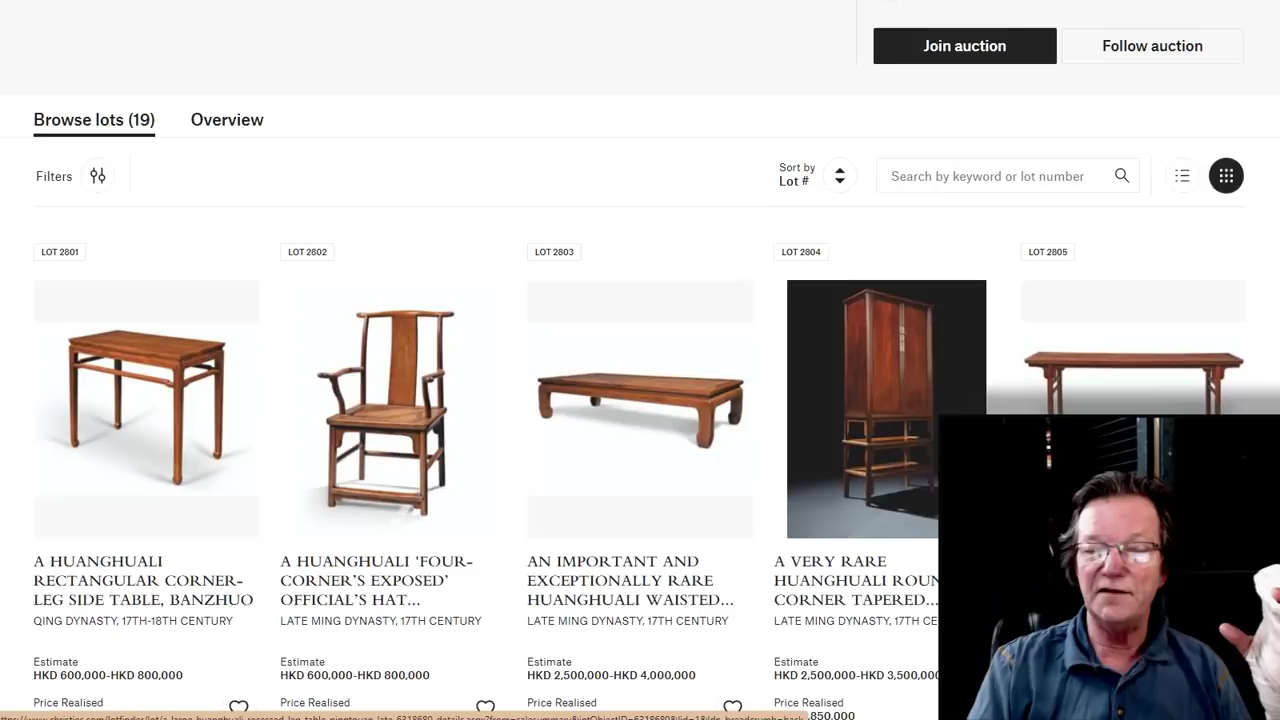 Join auction
Follow auction
Browse lots (19)
Overview
Filters
Sort by
Lot #
Search by keyword or lot number
LOT 2801
LOT 2802
LOT 2803
LOT 2804
LOT 2805
A HUANGHUALI
RECTANGULAR CORNER-
LEG SIDE TABLE, BANZHUO
QING DYNASTY, 17TH-18TH CENTURY
Estimate
HKD 600,000-HKD 800,000
Price Realised
A HUANGHUALI 'FOUR-
CORNER’S EXPOSED’
OFFICIAL’S HAT...
LATE MING DYNASTY, 17TH CENTURY
Estimate
HKD 600,000-HKD 800,000
Price Realised
AN IMPORTANT AND
EXCEPTIONALLY RARE
HUANGHUALI WAISTED...
LATE MING DYNASTY, 17TH CENTURY
Estimate
HKD 2,500,000-HKD 4,000,000
Price Realised
A VERY RARE
HUANGHUALI ROUN
CORNER TAPERED...
LATE MING DYNASTY, 17TH CE
Estimate
HKD 2,500,000-HKD 3,500,000
Price Realised
,850,000